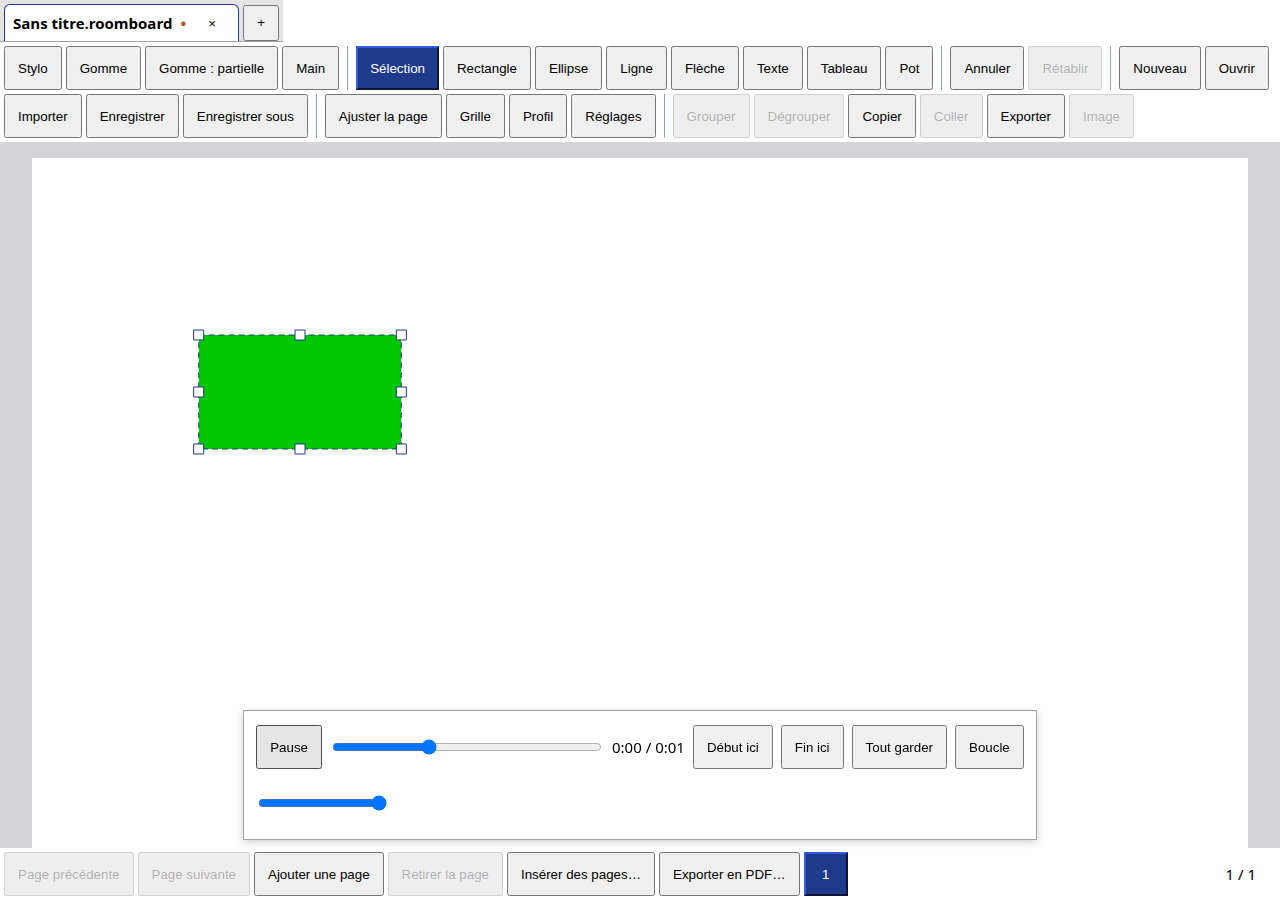 Sans titre.roomboard • × +
Stylo Gomme Gomme : partielle Main Sélection Rectangle Ellipse Ligne Flèche Texte Tableau Pot Annuler Rétablir Nouveau Ouvrir
Importer Enregistrer Enregistrer sous Ajuster la page Grille Profil Réglages Grouper Dégrouper Copier Coller Exporter Image
Pause 0:00 / 0:01 Début ici Fin ici Tout garder Boucle
Page précédente Page suivante Ajouter une page Retirer la page Insérer des pages… Exporter en PDF… 1 1 / 1